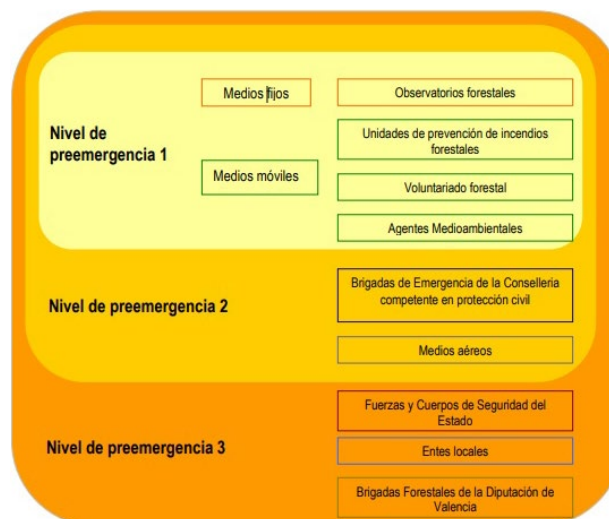 Medios fijos
Observatorios forestales
Nivel de
preemergencia 1
Unidades de prevención de incendios
forestales
Medios móviles
Voluntariado forestal
Agentes Medioambientales
Nivel de preemergencia 2
Brigadas de Emergencia de la Conselleria
competente en protección civil
Medios aéreos
Nivel de preemergencia 3
Fuerzas y Cuerpos de Seguridad del
Estado
Entes locales
Brigadas Forestales de la Diputación de
Valencia